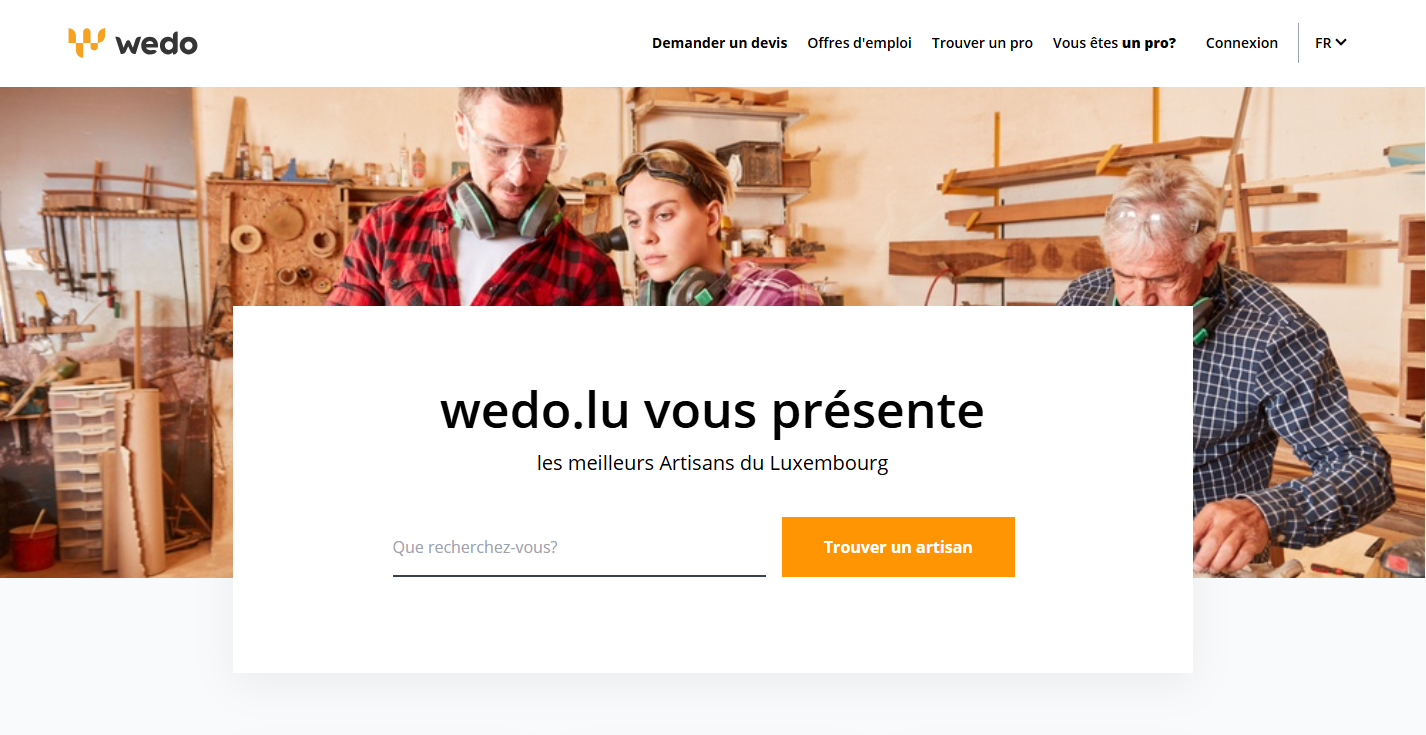 wedo
Demander un devis
Offres d'emploi
Trouver un pro
Vous êtes un pro?
Connexion
FR
wedo.lu vous présente
les meilleurs Artisans du Luxembourg
Que recherchez-vous?
Trouver un artisan